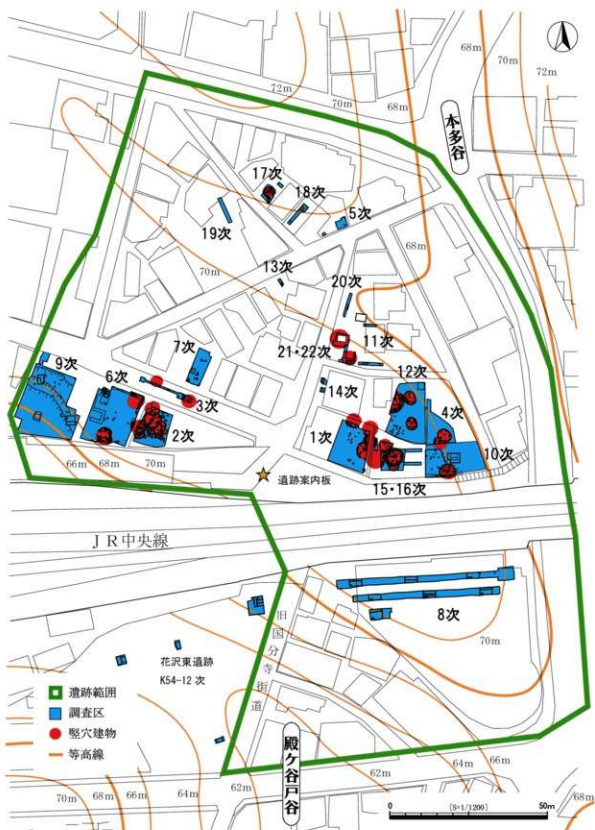 68m
70m
72m
72m
70m
68m
本多谷
17次
18次
5次
19次
68m
70m
13次
20次
11次
21・22次
7次
9次
6次
3次
12次
14次
4次
2次
1次
10次
66m
68m
70m
遺跡案内板
15・16次
JR中央線
8次
70m
花沢東遺跡
K54-12 次
旧国分寺街道
遺跡範囲
調査区
竪穴建物
等高線
殿ケ谷戸谷
62m
64m
66m
70m
68m
66m
64m
62m
68m
0
[S=1/1200]
50m